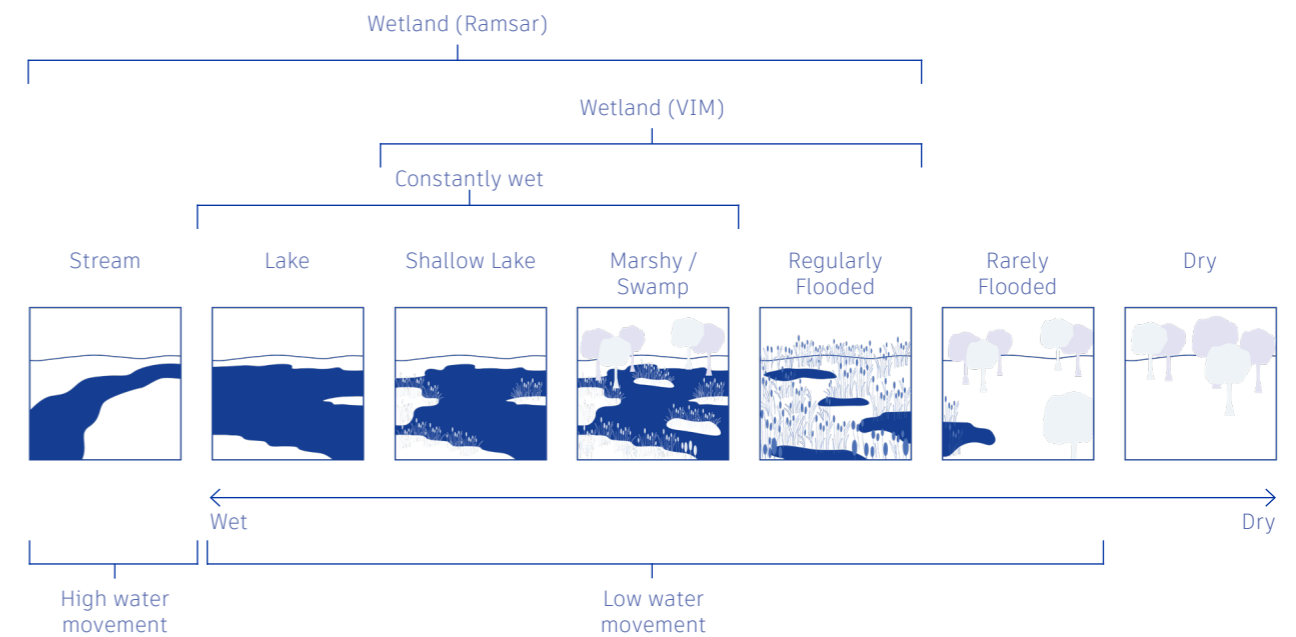 Wetland (Ramsar)
Wetland (VIM)
Constantly wet
Stream
Lake
Shallow Lake
Marshy /
Swamp
Regularly
Flooded
Rarely
Flooded
Dry
Wet
Dry
High water
movement
Low water
movement